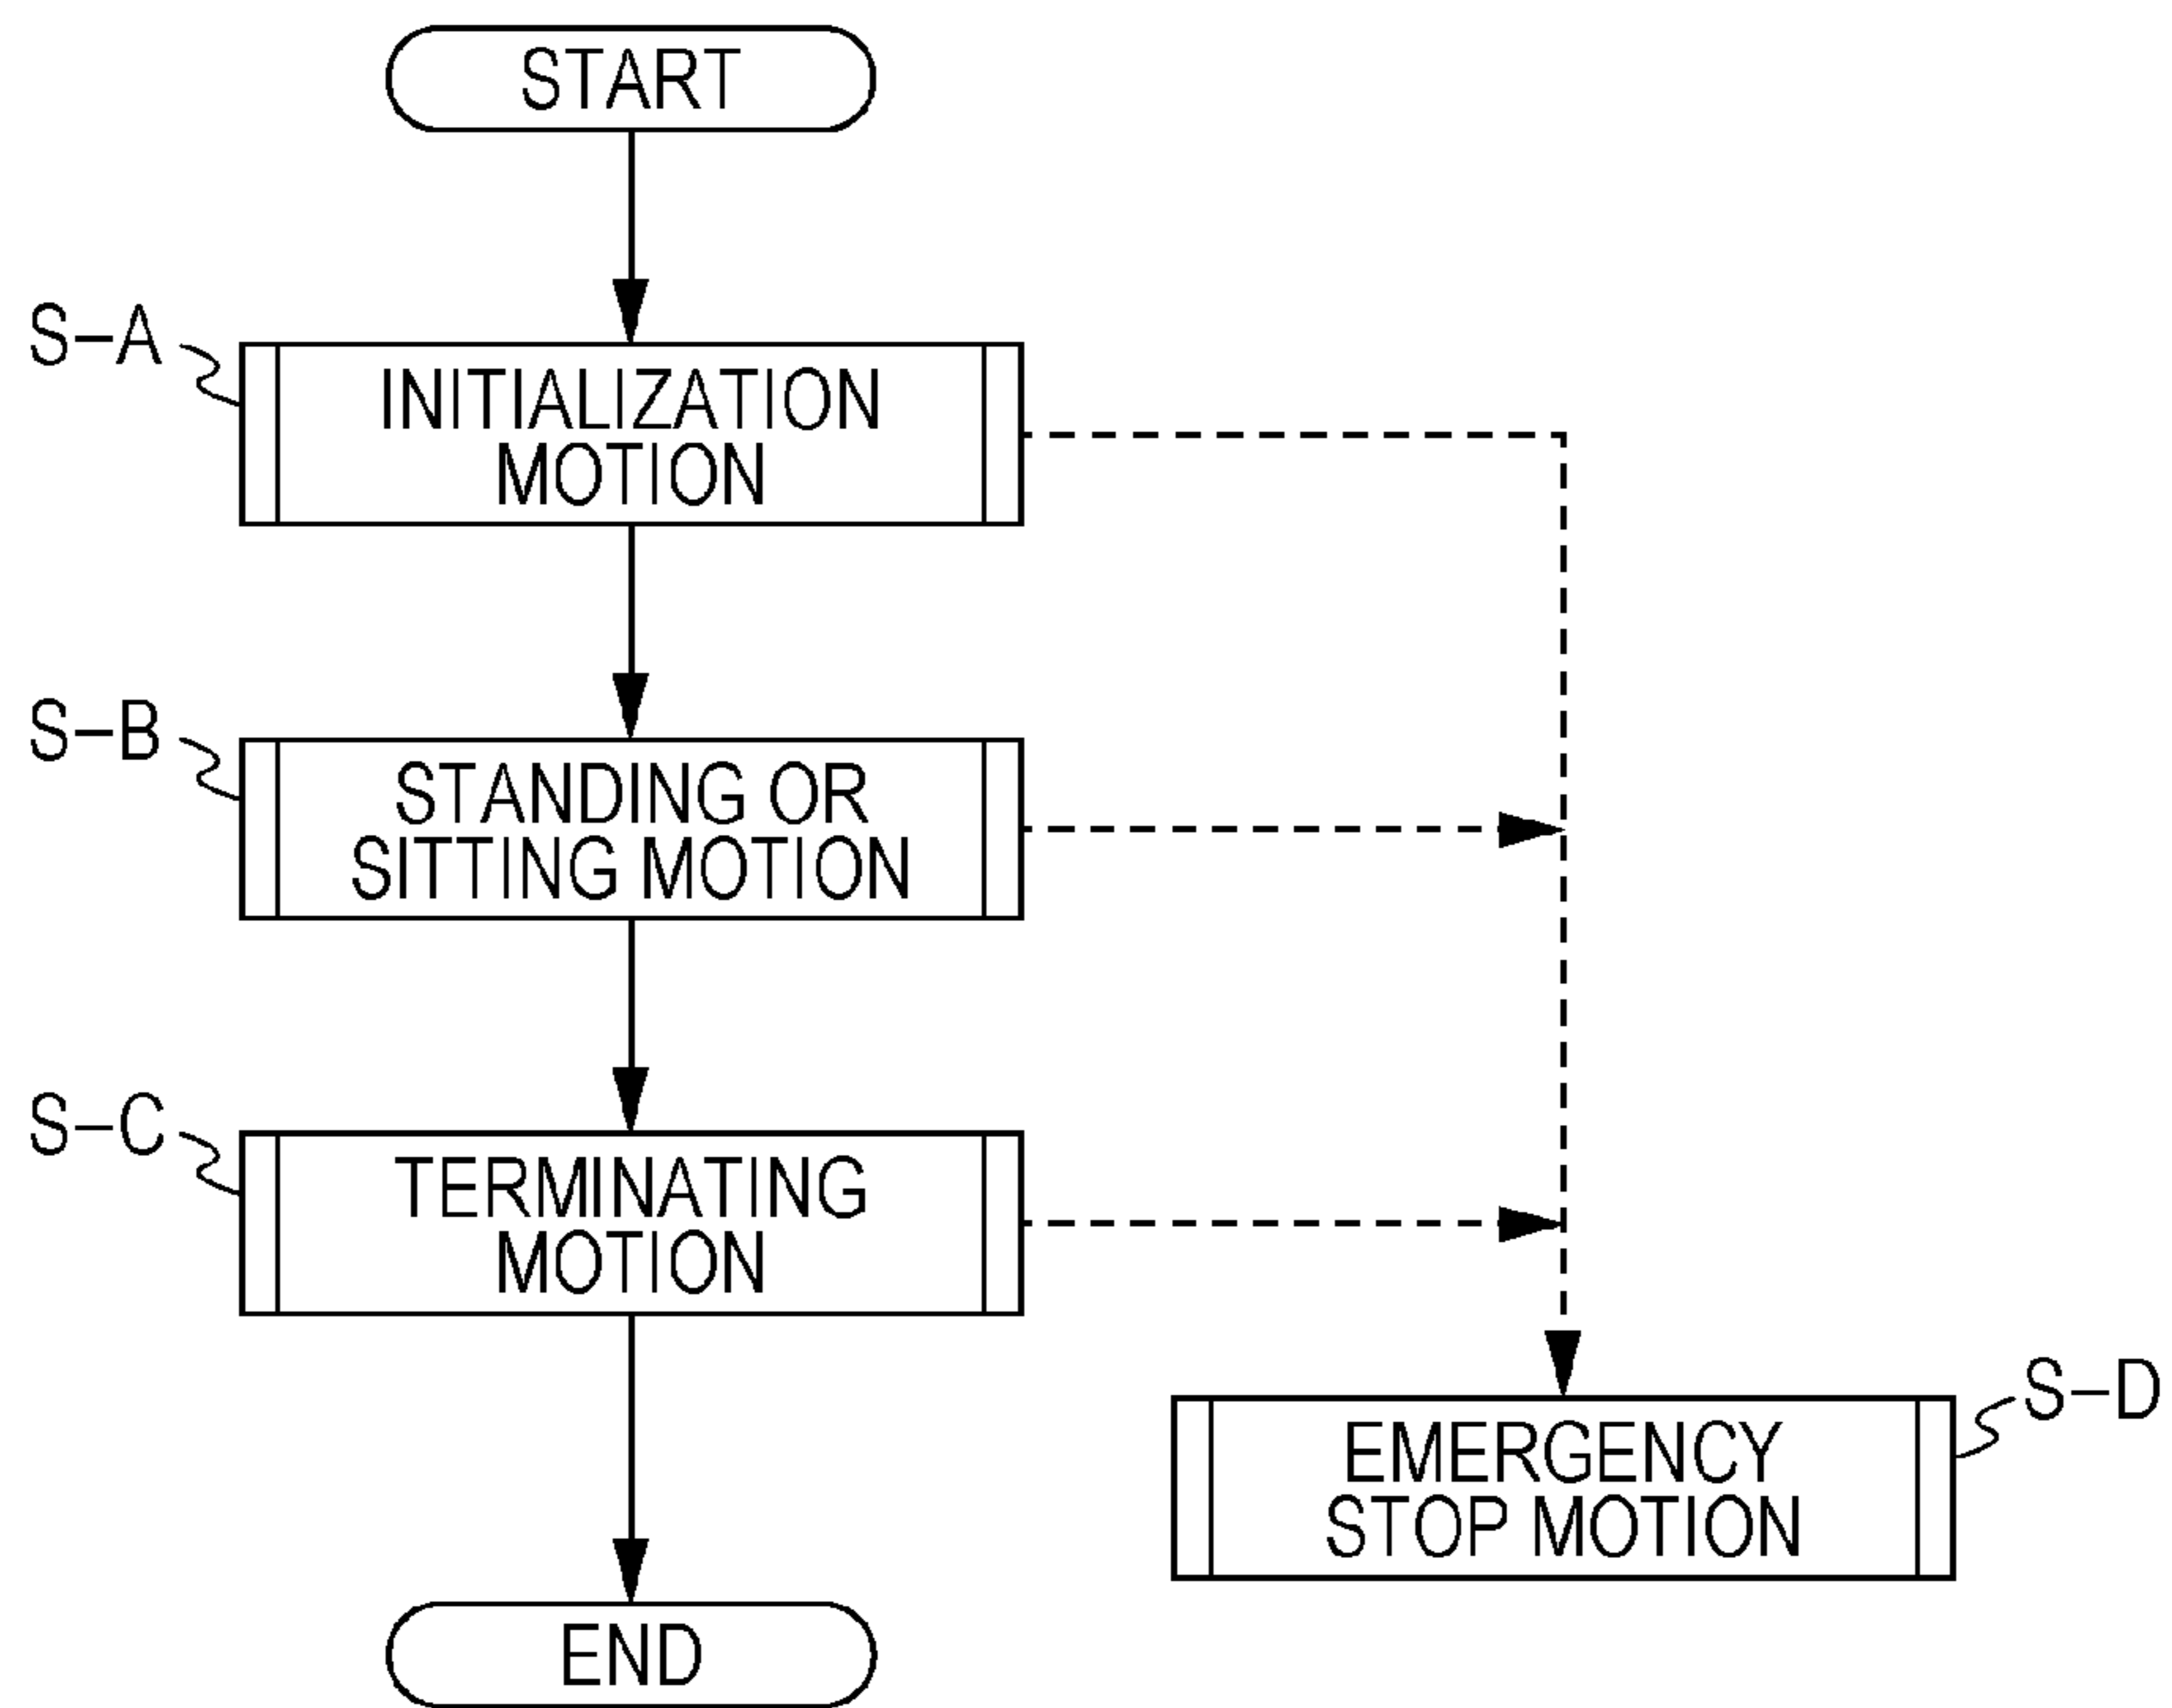 START
S-A
INITIALIZATION
MOTION
S-B
STANDING OR
SITTING MOTION
S-C
TERMINATING
MOTION
S-D
EMERGENCY
STOP MOTION
END